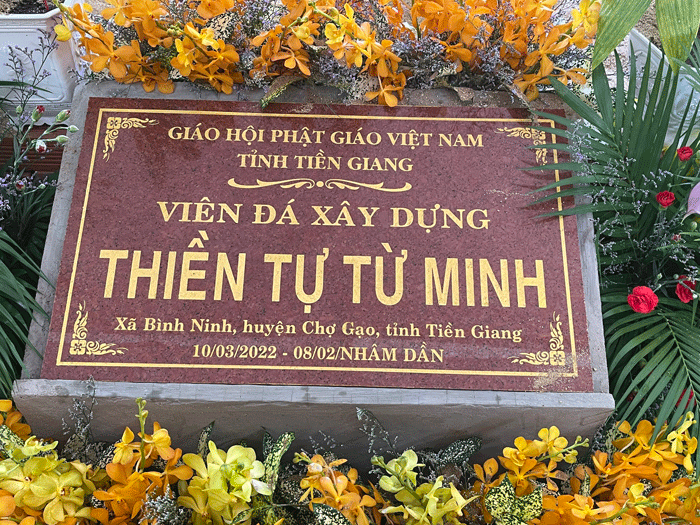 GIÁO HỘI PHẬT GIÁO VIỆT NAM
TỈNH TIỀN GIANG
VIÊN ĐÁ XÂY DỰNG
THIỀN TỰ TỪ MINH
Xã Bình Ninh, huyện Chợ Gạo, tỉnh Tiền Giang
10/03/2022 - 08/02/NHÂM DẦN